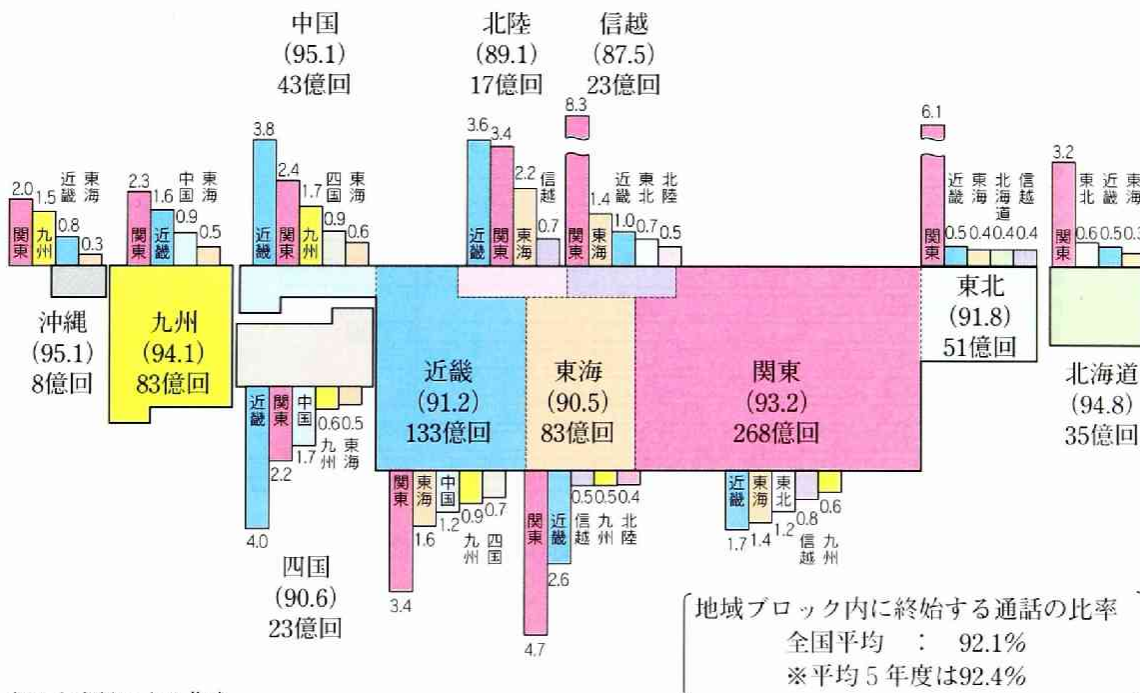 中国
(95.1)
43億回
北陸
(89.1)
17億回
信越
(87.5)
23億回
2.0
関東
1.5
九州
0.8
近畿
0.3
東海
沖縄
(95.1)
8億回
2.3
関東
1.6
近畿
0.9
中国
0.5
東海
九州
(94.1)
83億回
3.8
近畿
2.4
関東
1.7
九州
0.9
四国
0.6
東海
3.6
近畿
3.4
関東
2.2
東海
0.7
信越
8.3
関東
1.4
東海
1.0
近畿
0.7
東北
0.5
北陸
6.1
関東
0.5
近畿
0.4
東海
0.4
北海道
0.4
信越
東北
(91.8)
51億回
3.2
関東
0.6
東北
0.5
近畿
0.3
東海
北海道
(94.8)
35億回
近畿
4.0
関東
2.2
中国
1.7
0.6
九州
0.5
東海
四国
(90.6)
23億回
近畿
(91.2)
133億回
関東
3.4
東海
1.6
中国
1.2
0.9
九州
0.7
四国
東海
(90.5)
83億回
関東
4.7
近畿
2.6
0.5
信越
0.5
九州
0.4
北陸
関東
(93.2)
268億回
近畿
1.7
東海
1.4
東北
1.2
0.8
信越
0.6
九州
地域ブロック内に終始する通話の比率
全国平均 : 92.1%
※平均5年度は92.4%